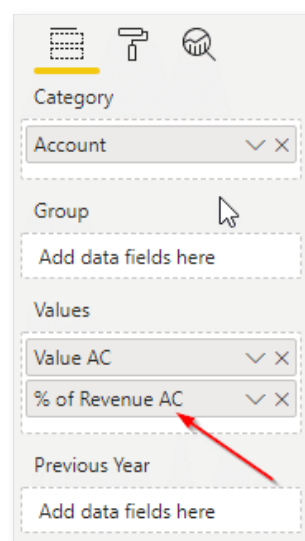 Category
Account
Group
Add data fields here
Values
Value AC
% of Revenue AC
Previous Year
Add data fields here